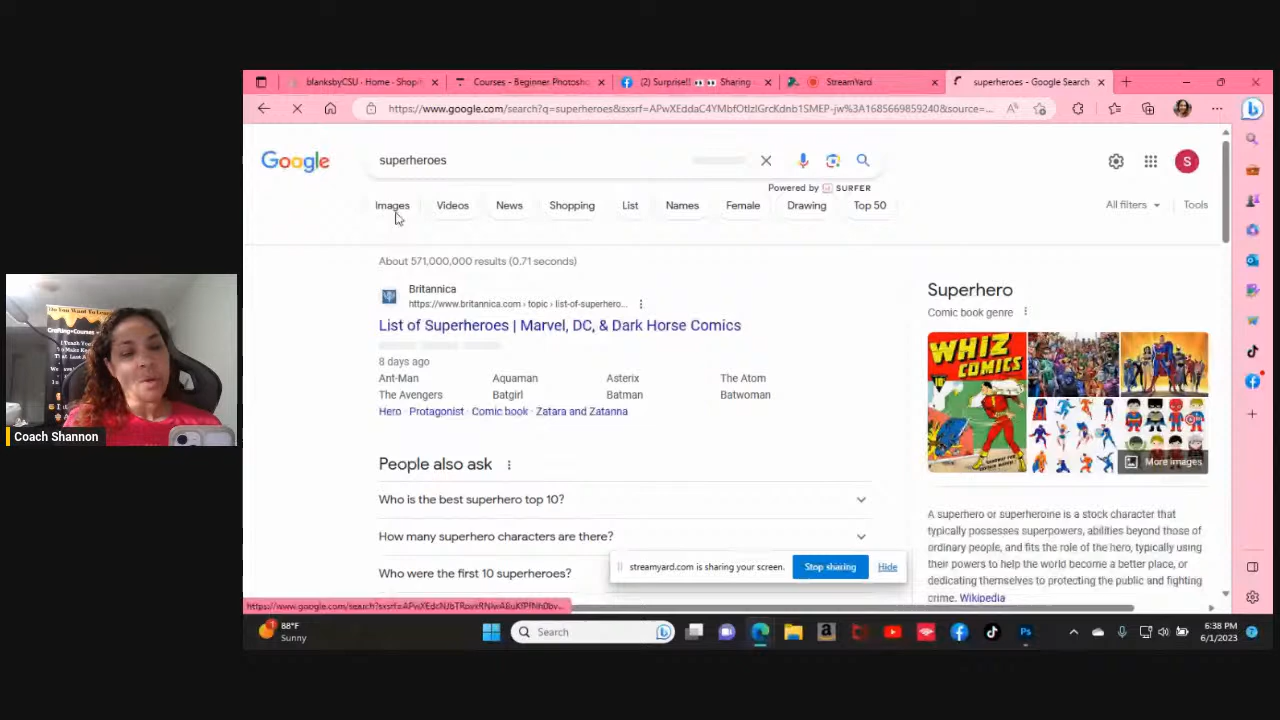 blanksbyCSU - Home - Shopif
Courses - Beginner Photosh
(2) Surprise!! 👀 👀 Sharing
StreamYard
superheroes - Google Search
Google
superheroes
Powered by SURFER
Images
Videos
News
Shopping
List
Names
Female
Drawing
Top 50
All filters
Tools
S
About 571,000,000 results (0.71 seconds)
Britannica
https://www.britannica.com › topic › list-of-superhero...
List of Superheroes | Marvel, DC, & Dark Horse Comics
8 days ago
Ant-Man Aquaman Asterix The Atom
The Avengers Batgirl Batman Batwoman
Hero · Protagonist · Comic book · Zatara and Zatanna
People also ask
Who is the best superhero top 10?
How many superhero characters are there?
Who were the first 10 superheroes?
Superhero
Comic book genre
WHIZ
COMICS
More images
A superhero or superheroine is a stock character that
typically possesses superpowers, abilities beyond those of
ordinary people, and fits the role of the hero, typically using
their powers to help the world become a better place, or
dedicating themselves to protecting the public and fighting
crime. Wikipedia
streamyard.com is sharing your screen.
Stop sharing
Hide
Coach Shannon
88°F
Sunny
Search
6:38 PM
6/1/2023